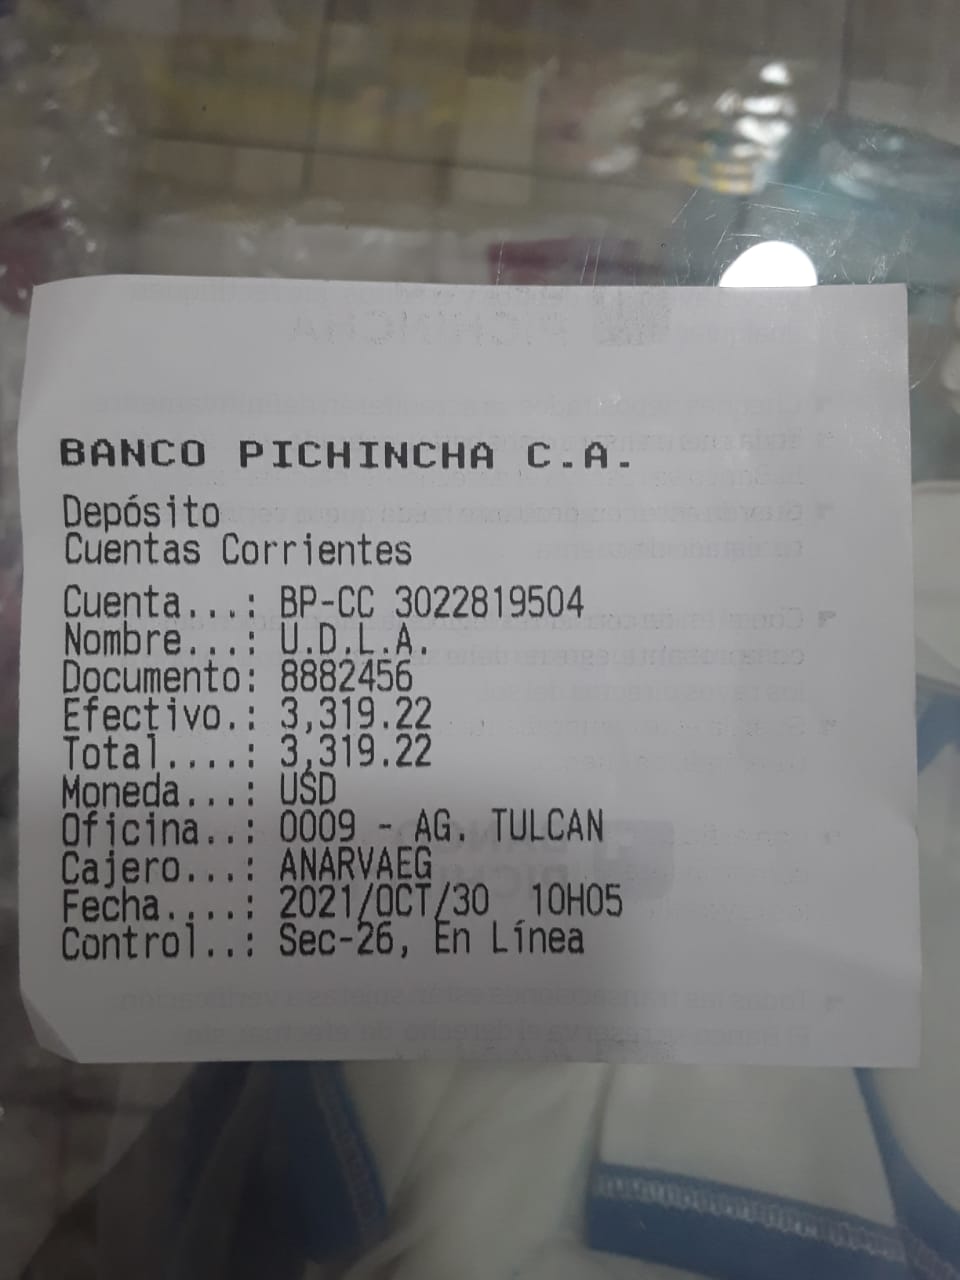 BANCO PICHINCHA C.A.
Depósito
Cuentas Corrientes
Cuenta...: BP-CC 3022819504
Nombre...: U.D.L.A.
Documento: 8882456
Efectivo.: 3,319.22
Total....: 3,319.22
Moneda...: USD
Oficina..: 0009 - AG. TULCAN
Cajero...: ANARVAEG
Fecha....: 2021/OCT/30 10H05
Control..: Sec-26, En Línea